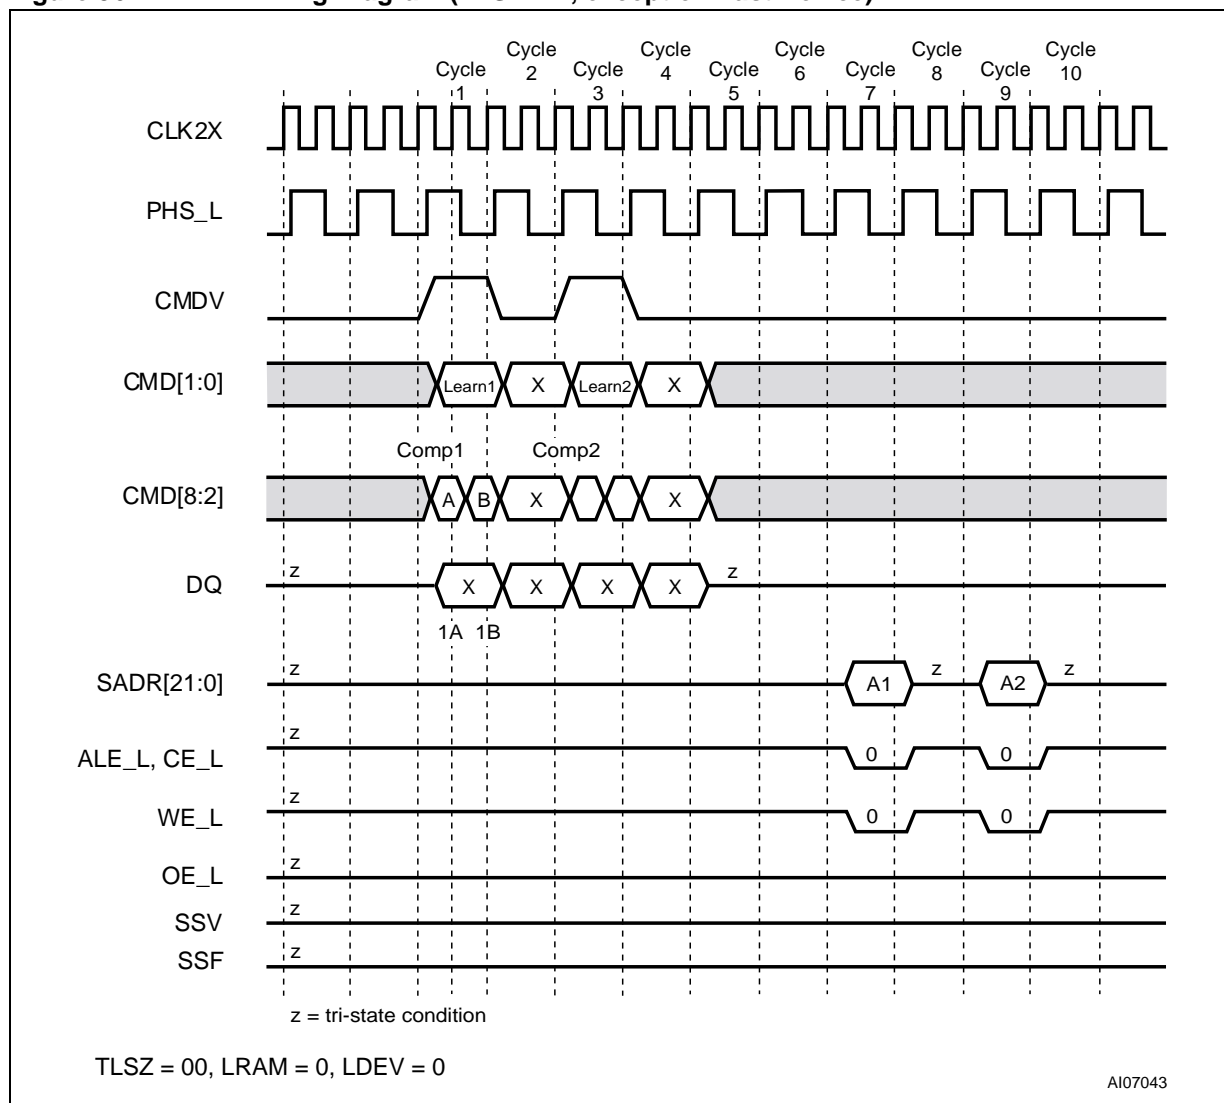 Cycle Cycle Cycle Cycle Cycle
2 4 6 8 10
Cycle Cycle Cycle Cycle Cycle
1 3 5 7 9
CLK2X
PHS_L
CMDV
CMD[1:0] Learn1 X Learn2 X
Comp1 Comp2
CMD[8:2] A B X X
DQ z X X X X z
1A 1B
SADR[21:0] z A1 z A2 z
ALE_L, CE_L z 0 0
WE_L z 0 0
OE_L z
SSV z
SSF z
z = tri-state condition
TLSZ = 00, LRAM = 0, LDEV = 0
AI07043